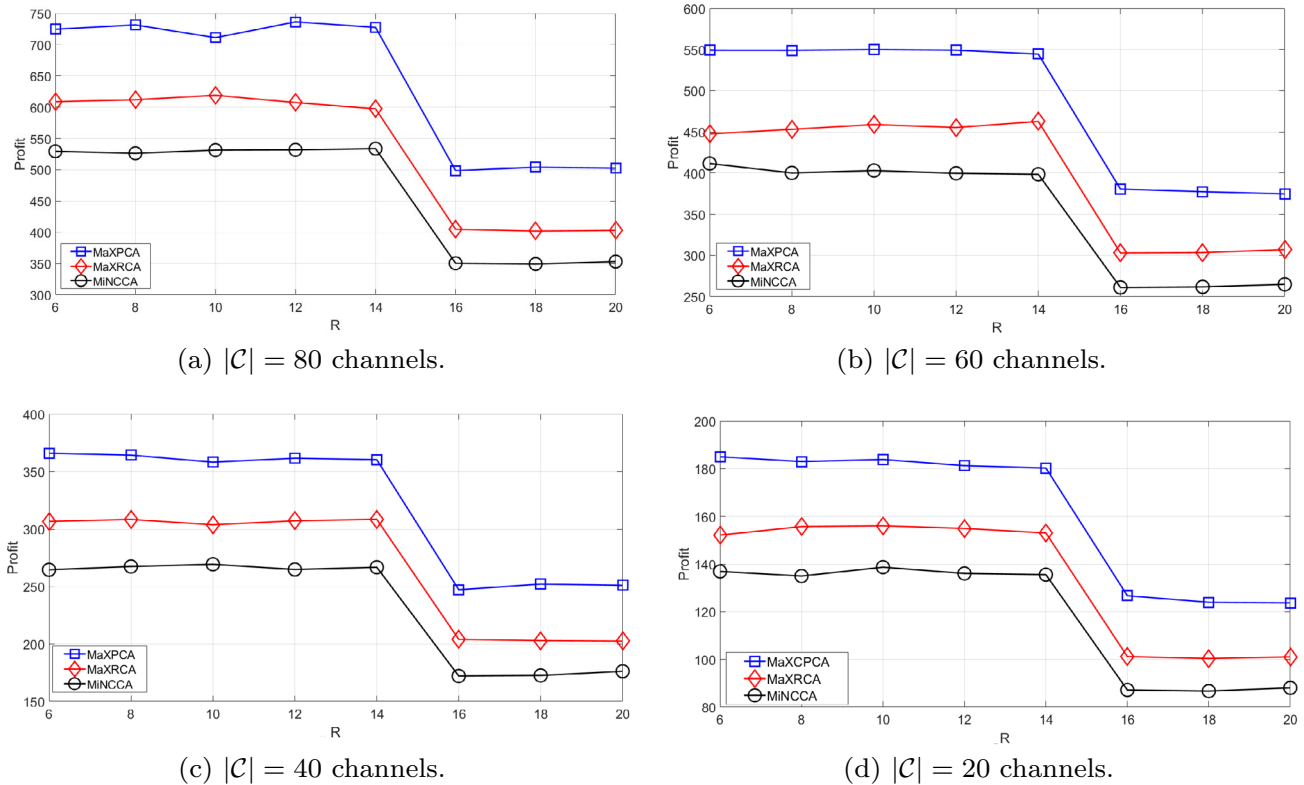 750
700
650
600
550
500
450
400
350
300
Profit
MaXPCA
MaXRCA
MiNCCA
6 8 10 12 14 16 18 20
R
(a) |𝒞| = 80 channels.
600
550
500
450
400
350
300
250
Profit
MaXPCA
MaXRCA
MiNCCA
6 8 10 12 14 16 18 20
R
(b) |𝒞| = 60 channels.
400
350
300
250
200
150
Profit
MaXPCA
MaXRCA
MiNCCA
6 8 10 12 14 16 18 20
R
(c) |𝒞| = 40 channels.
200
180
160
140
120
100
80
Profit
MaXCPCA
MaXRCA
MiNCCA
6 8 10 12 14 16 18 20
R
(d) |𝒞| = 20 channels.